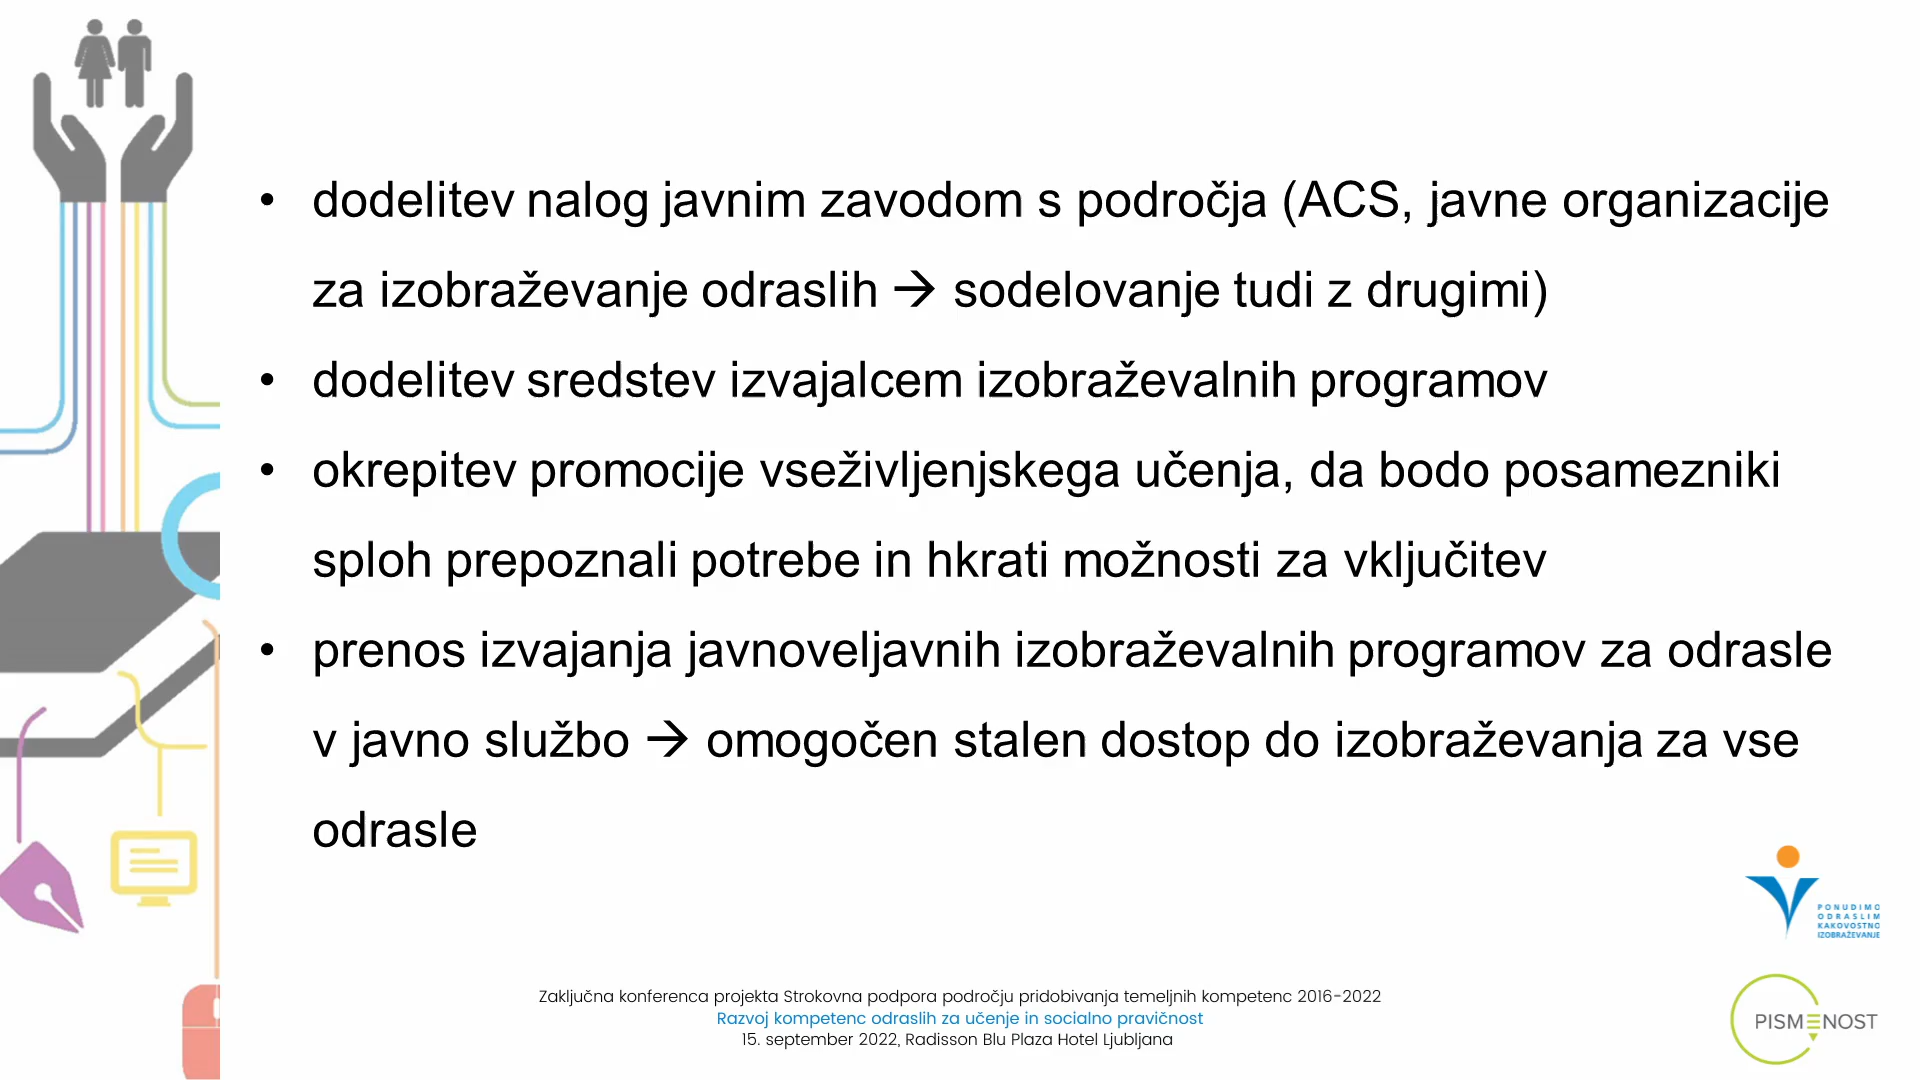 • dodelitev nalog javnim zavodom s področja (ACS, javne organizacije
za izobraževanje odraslih → sodelovanje tudi z drugimi)
• dodelitev sredstev izvajalcem izobraževalnih programov
• okrepitev promocije vseživljenjskega učenja, da bodo posamezniki
sploh prepoznali potrebe in hkrati možnosti za vključitev
• prenos izvajanja javnoveljavnih izobraževalnih programov za odrasle
v javno službo → omogočen stalen dostop do izobraževanja za vse
odrasle
PONUDIMO
ODRASLIM
KAKOVOSTNO
IZOBRAŽEVANJE
Zaključna konferenca projekta Strokovna podpora področju pridobivanja temeljnih kompetenc 2016-2022
Razvoj kompetenc odraslih za učenje in socialno pravičnost
15. september 2022, Radisson Blu Plaza Hotel Ljubljana
PISMENOST